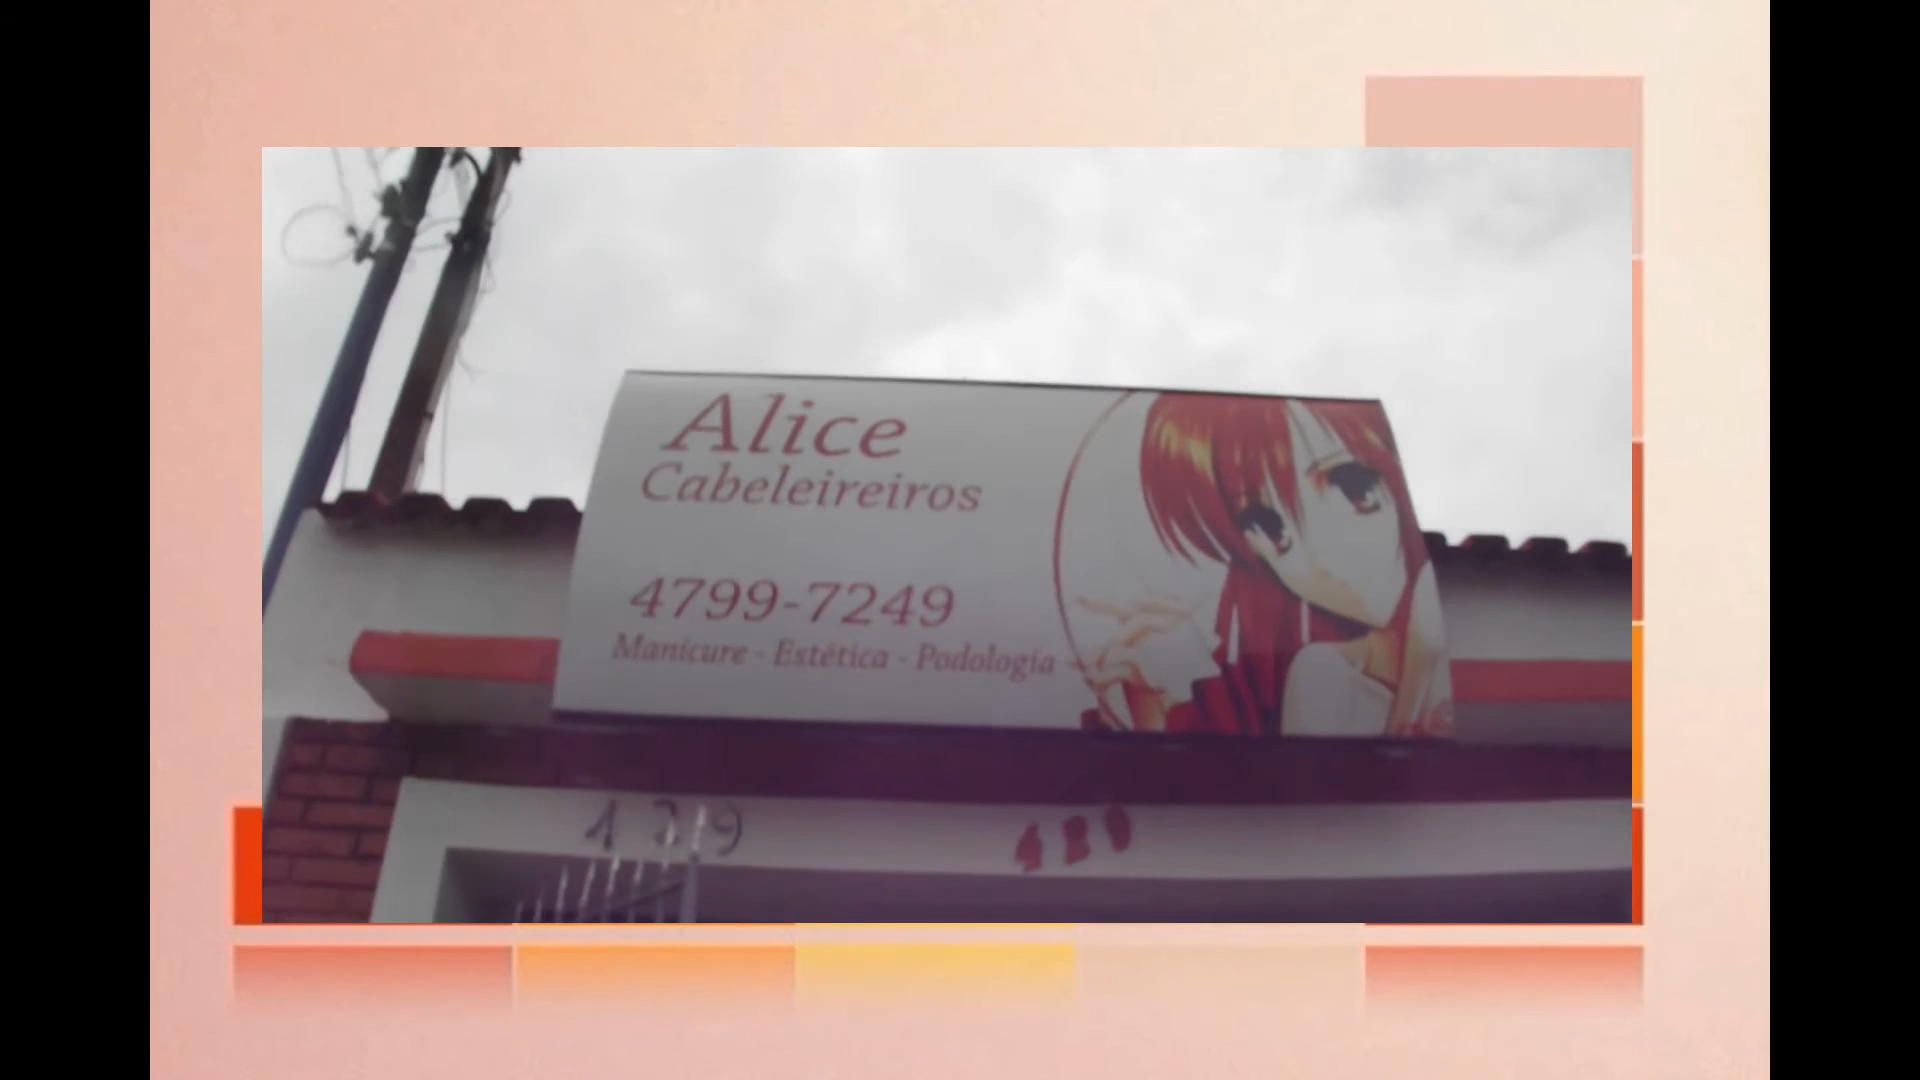 Alice
Cabeleireiros
4799-7249
Manicure - Estética - Podologia